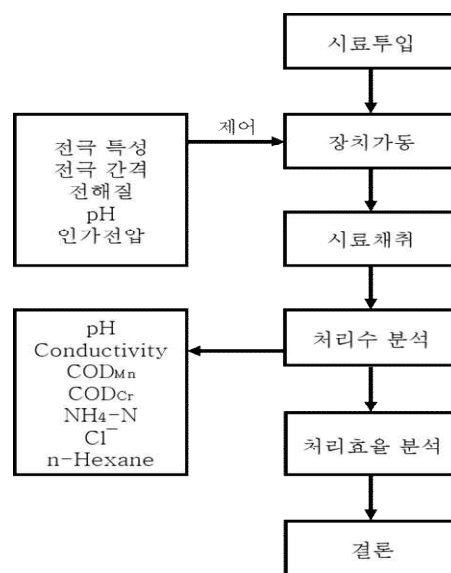 시료투입
제어
장치가동
전극 특성
전극 간격
전해질
pH
인가전압
시료채취
처리수 분석
pH
Conductivity
CODMn
CODCr
NH4-N
Cl⁻
n-Hexane
처리효율 분석
결론